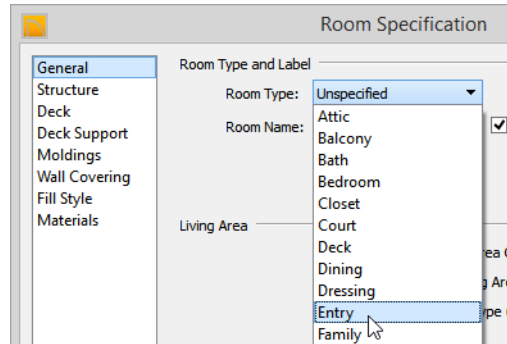 Room Specification
General
Structure
Deck
Deck Support
Moldings
Wall Covering
Fill Style
Materials
Room Type and Label
Room Type: Unspecified
Room Name:
Attic
Balcony
Bath
Bedroom
Closet
Court
Deck
Dining
Dressing
Entry
Family
Living Area